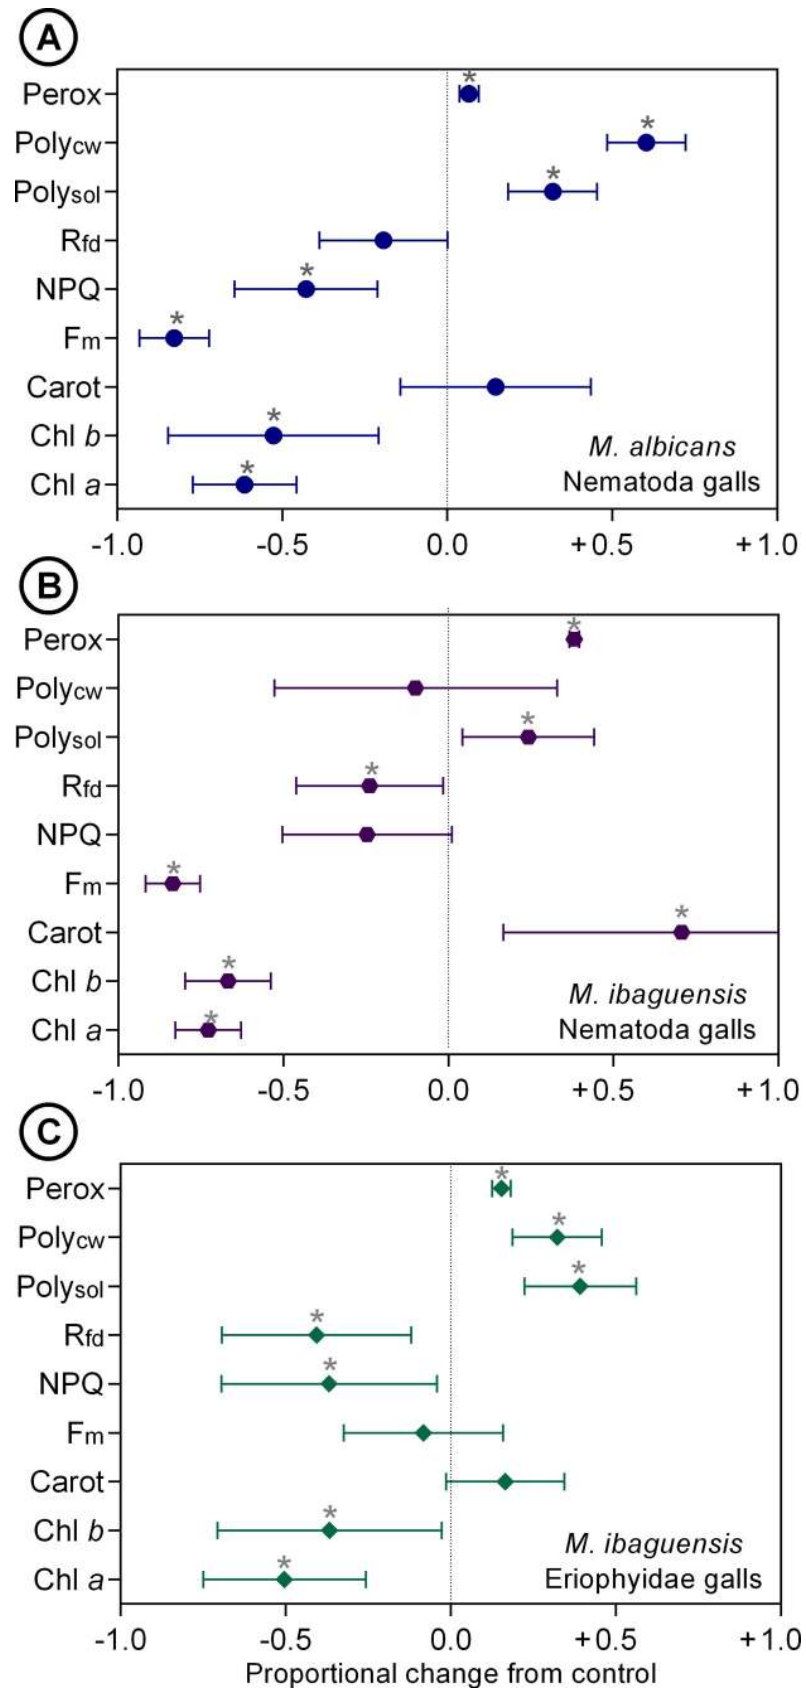 A
Perox
Polycw
Polysol
Rfd
NPQ
Fm
Carot
Chl b
Chl a
*
*
*
*
*
*
*
M. albicans
Nematoda galls
-1.0 -0.5 0.0 +0.5 +1.0
B
Perox
Polycw
Polysol
Rfd
NPQ
Fm
Carot
Chl b
Chl a
*
*
*
*
*
*
*
M. ibaguensis
Nematoda galls
-1.0 -0.5 0.0 +0.5 +1.0
C
Perox
Polycw
Polysol
Rfd
NPQ
Fm
Carot
Chl b
Chl a
*
*
*
*
*
*
*
M. ibaguensis
Eriophyidae galls
-1.0 -0.5 0.0 +0.5 +1.0
Proportional change from control